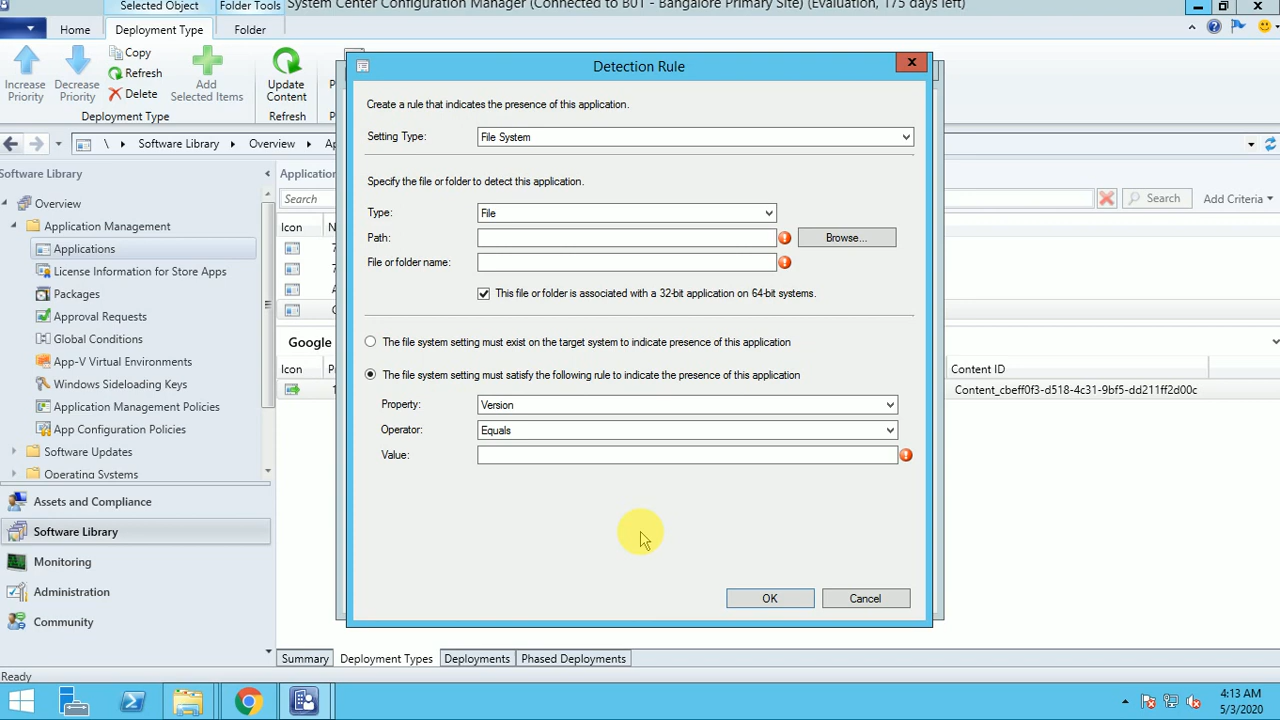 Selected Object Folder Tools System Center Configuration Manager (Connected to B01 - Bangalore Primary Site) (Evaluation, 175 days left)
Home Deployment Type Folder
Increase Priority
Decrease Priority
Copy
Refresh
Delete
Add Selected Items
Update Content
Deployment Type Refresh
\ Software Library Overview
Software Library
Overview
Application Management
Applications
License Information for Store Apps
Packages
Approval Requests
Global Conditions
App-V Virtual Environments
Windows Sideloading Keys
Application Management Policies
App Configuration Policies
Software Updates
Operating Systems
Assets and Compliance
Software Library
Monitoring
Administration
Community
Ready
Search
Icon
Google
Icon
Search Add Criteria
Content ID
Content_cbeff0f3-d518-4c31-9bf5-dd211ff2d00c
Detection Rule
Create a rule that indicates the presence of this application.
Setting Type: File System
Specify the file or folder to detect this application.
Type: File
Path: Browse...
File or folder name:
This file or folder is associated with a 32-bit application on 64-bit systems.
The file system setting must exist on the target system to indicate presence of this application
The file system setting must satisfy the following rule to indicate the presence of this application
Property: Version
Operator: Equals
Value:
OK Cancel
Summary Deployment Types Deployments Phased Deployments
4:13 AM
5/3/2020